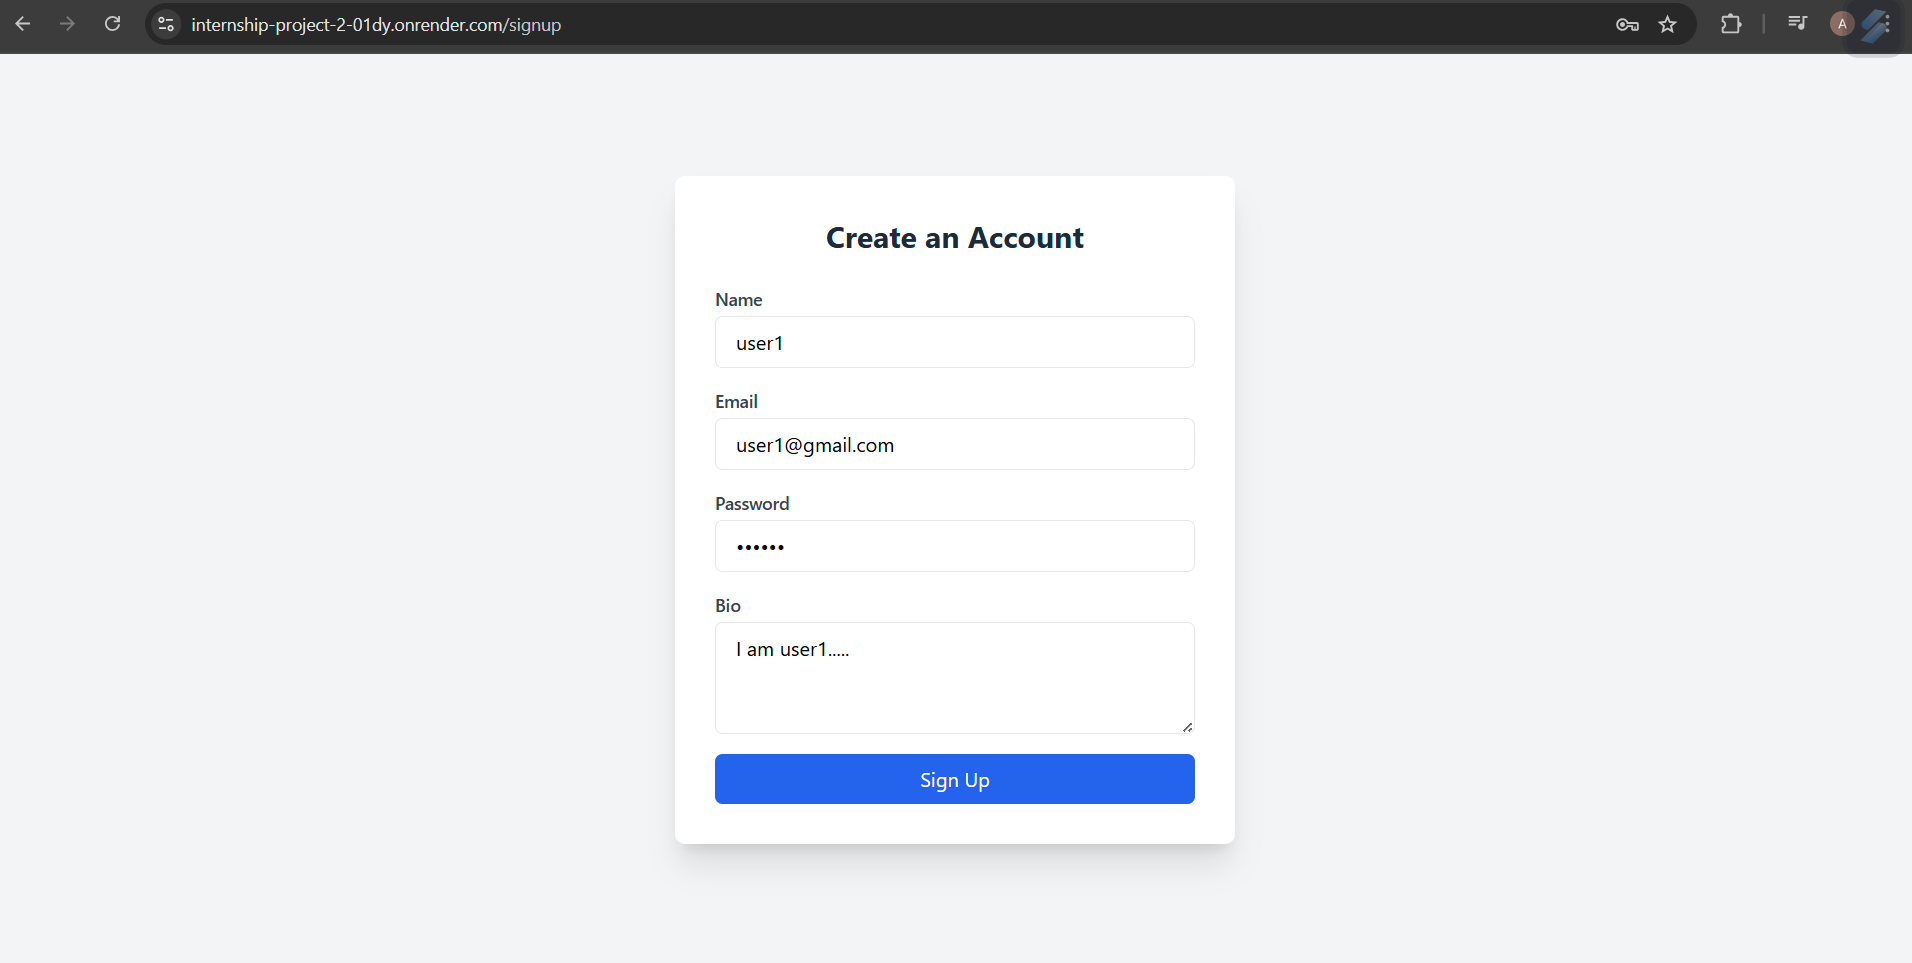 internship-project-2-01dy.onrender.com/signup
A
Create an Account
Name
user1
Email
user1@gmail.com
Password
••••••
Bio
I am user1.....
Sign Up